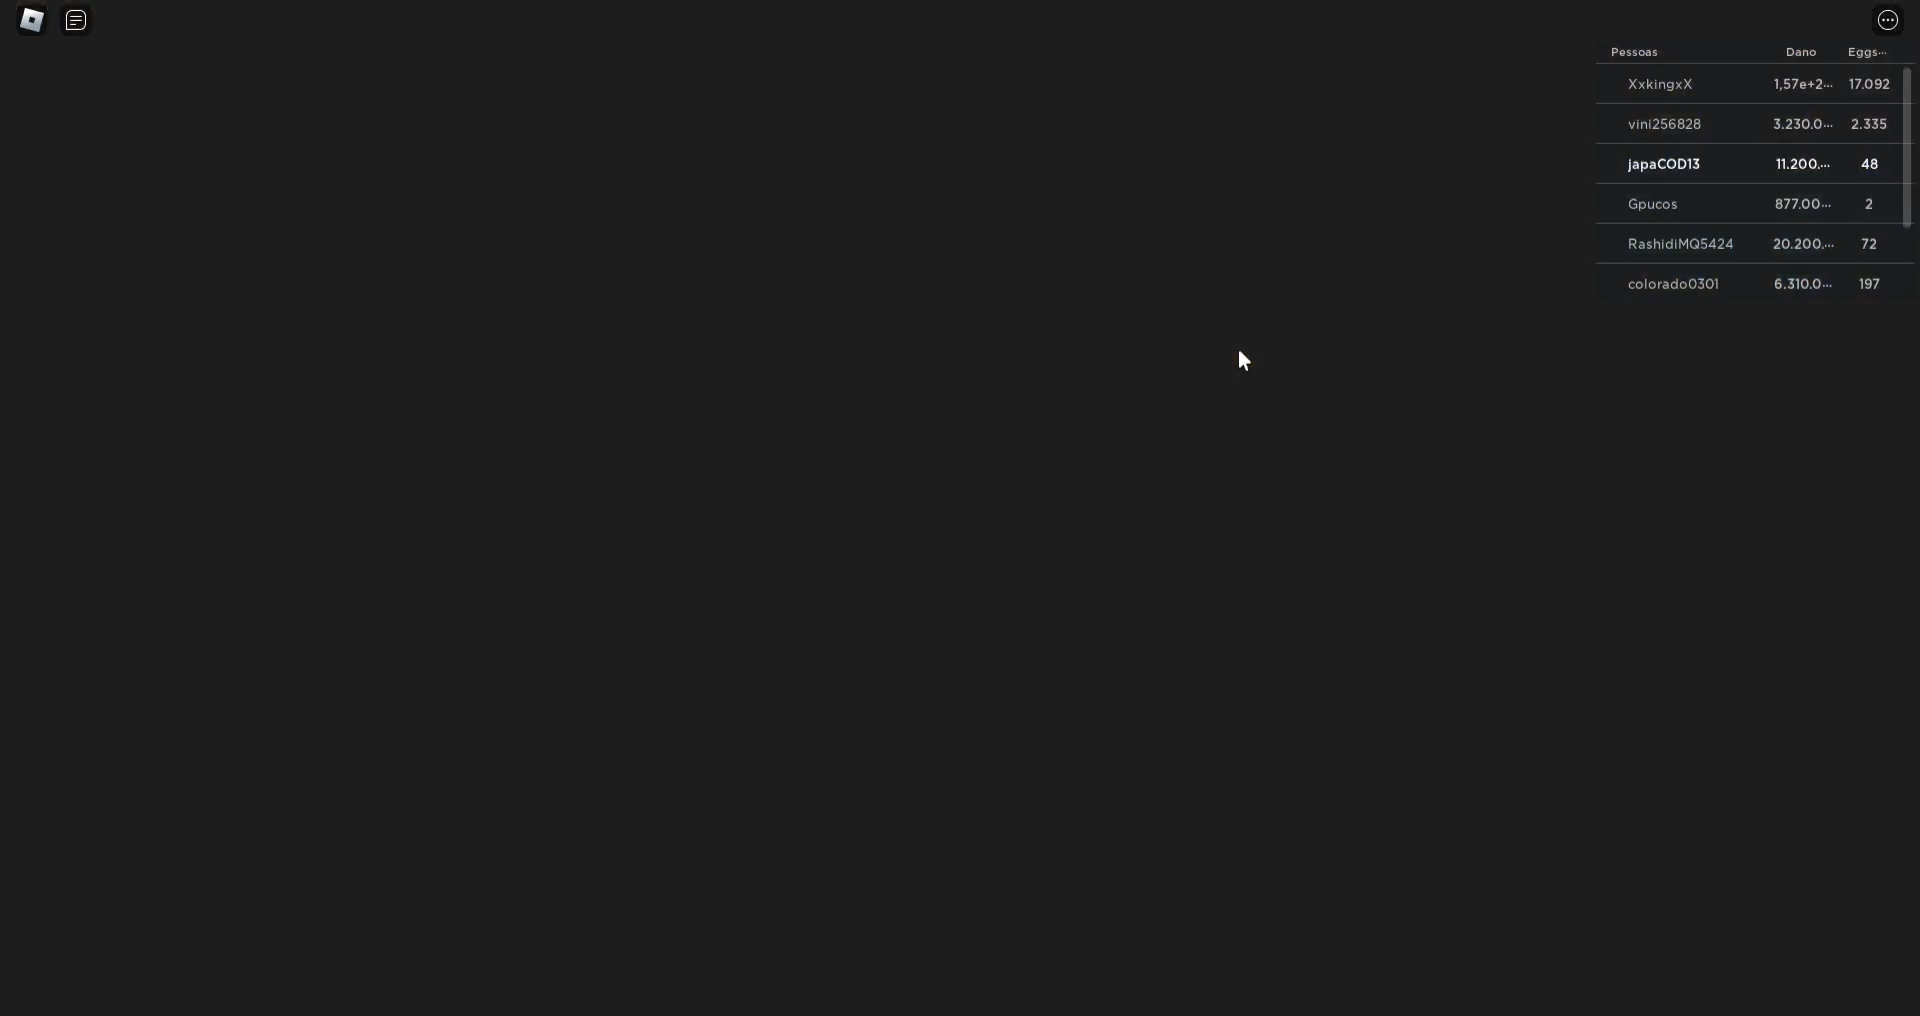 Pessoas Dano Eggs...
XxkingxX 1,57e+2... 17.092
vini256828 3.230.0... 2.335
japaCOD13 11.200.... 48
Gpucos 877.00... 2
RashidiMQ5424 20.200.... 72
colorado0301 6.310.0... 197